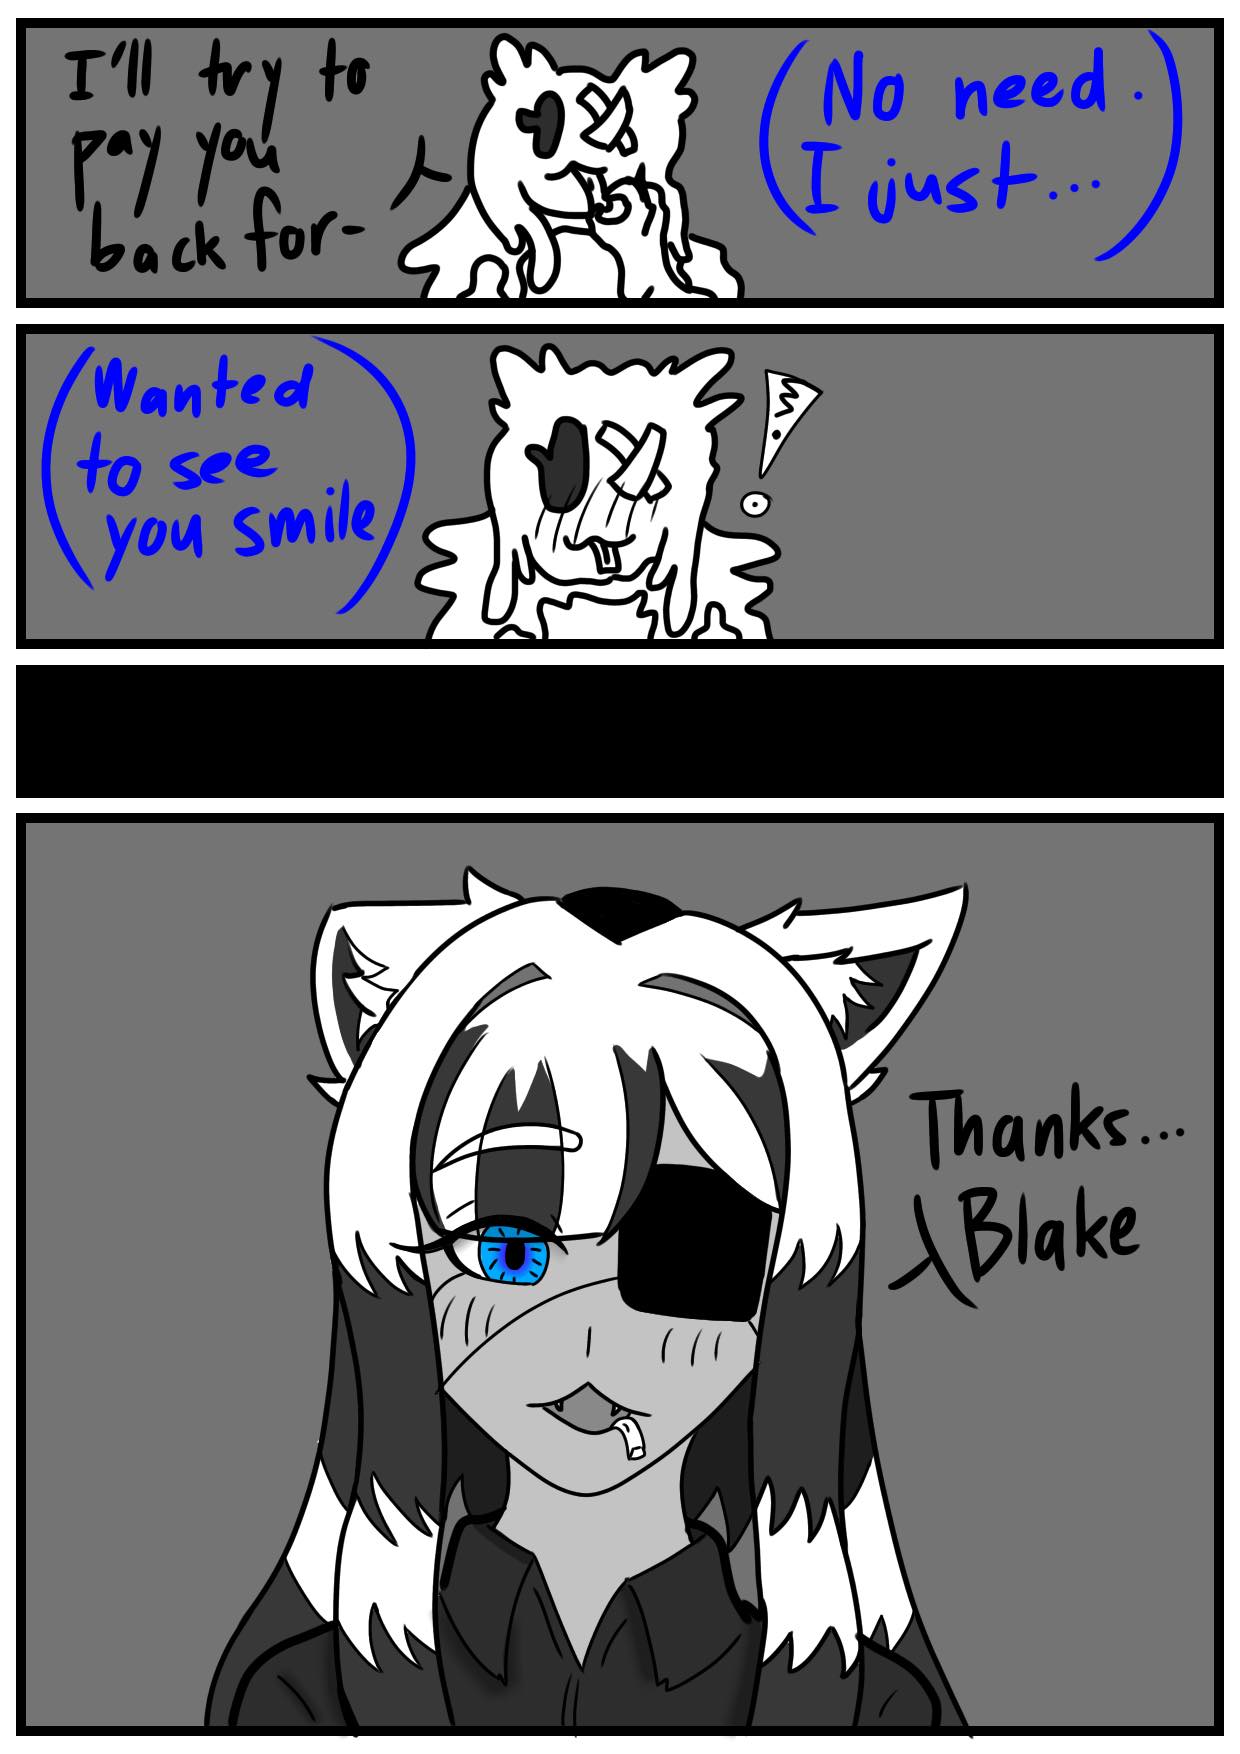 I'll try to
pay you
back for-
(No need.
I just...)
(Wanted
to see
you smile)
Thanks...
Blake